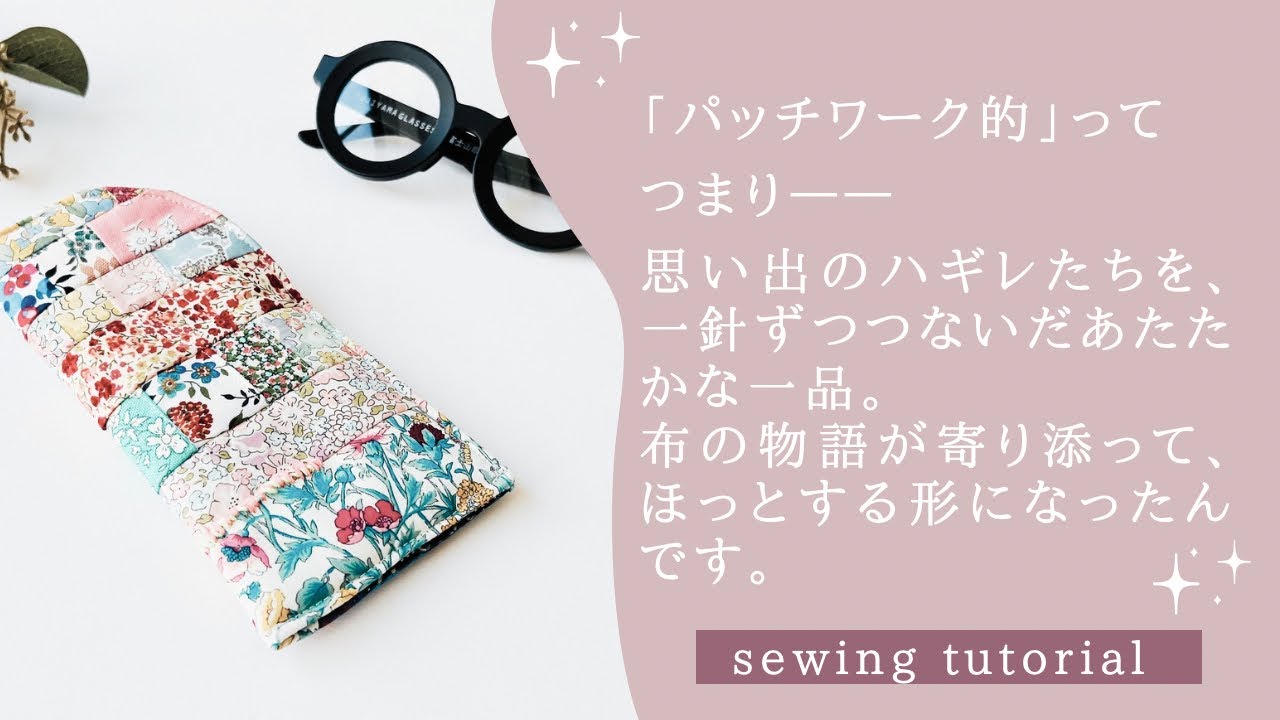 「パッチワーク的」って
つまり——
思い出のハギレたちを、
一針ずつつないだあたた
かな一品。
布の物語が寄り添って、
ほっとする形になったん
です。
sewing tutorial